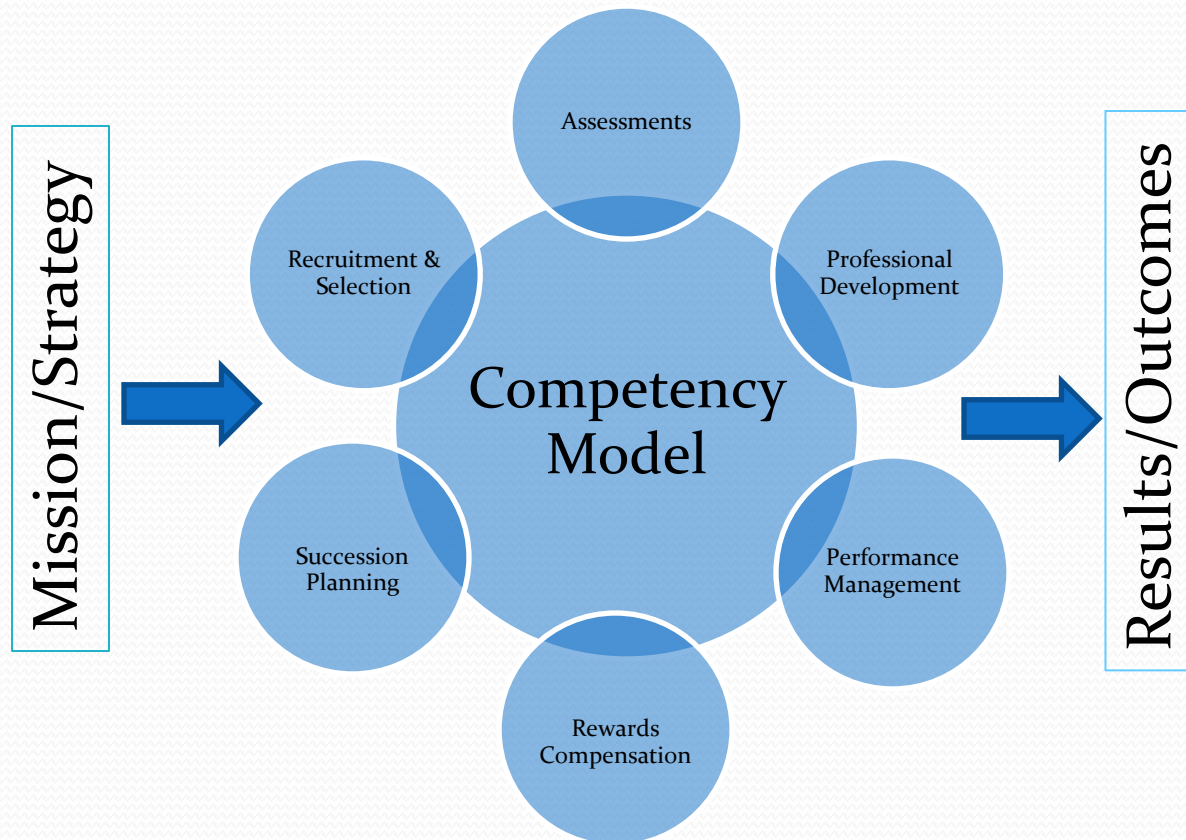 Mission/Strategy
Assessments
Recruitment &
Selection
Professional
Development
Competency
Model
Succession
Planning
Performance
Management
Rewards
Compensation
Results/Outcomes